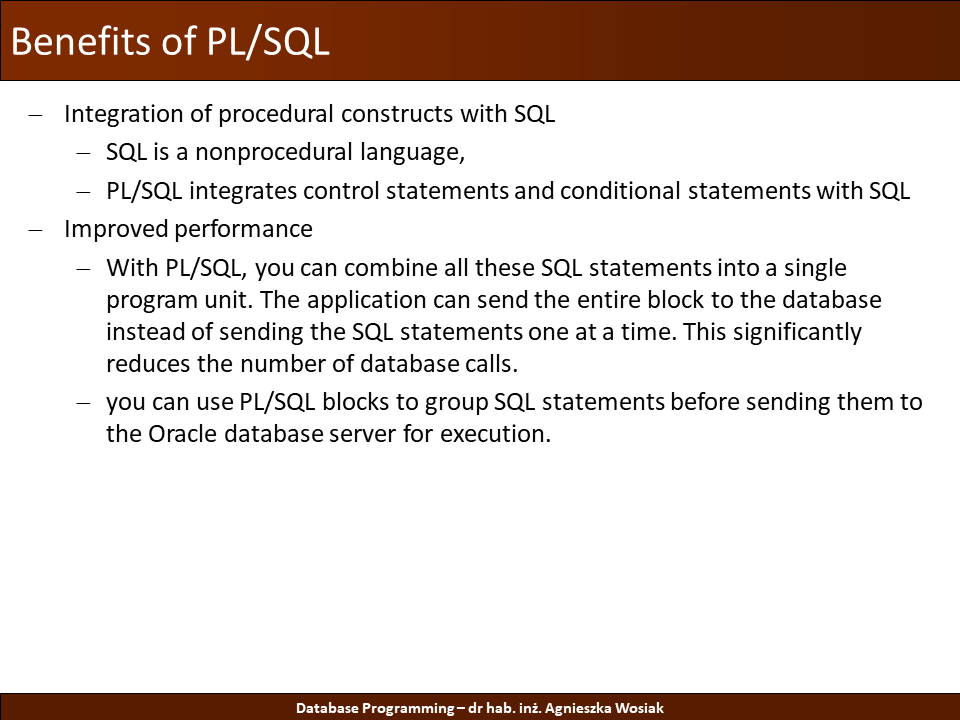 Benefits of PL/SQL
– Integration of procedural constructs with SQL
– SQL is a nonprocedural language,
– PL/SQL integrates control statements and conditional statements with SQL
– Improved performance
– With PL/SQL, you can combine all these SQL statements into a single
program unit. The application can send the entire block to the database
instead of sending the SQL statements one at a time. This significantly
reduces the number of database calls.
– you can use PL/SQL blocks to group SQL statements before sending them to
the Oracle database server for execution.
Database Programming – dr hab. inż. Agnieszka Wosiak